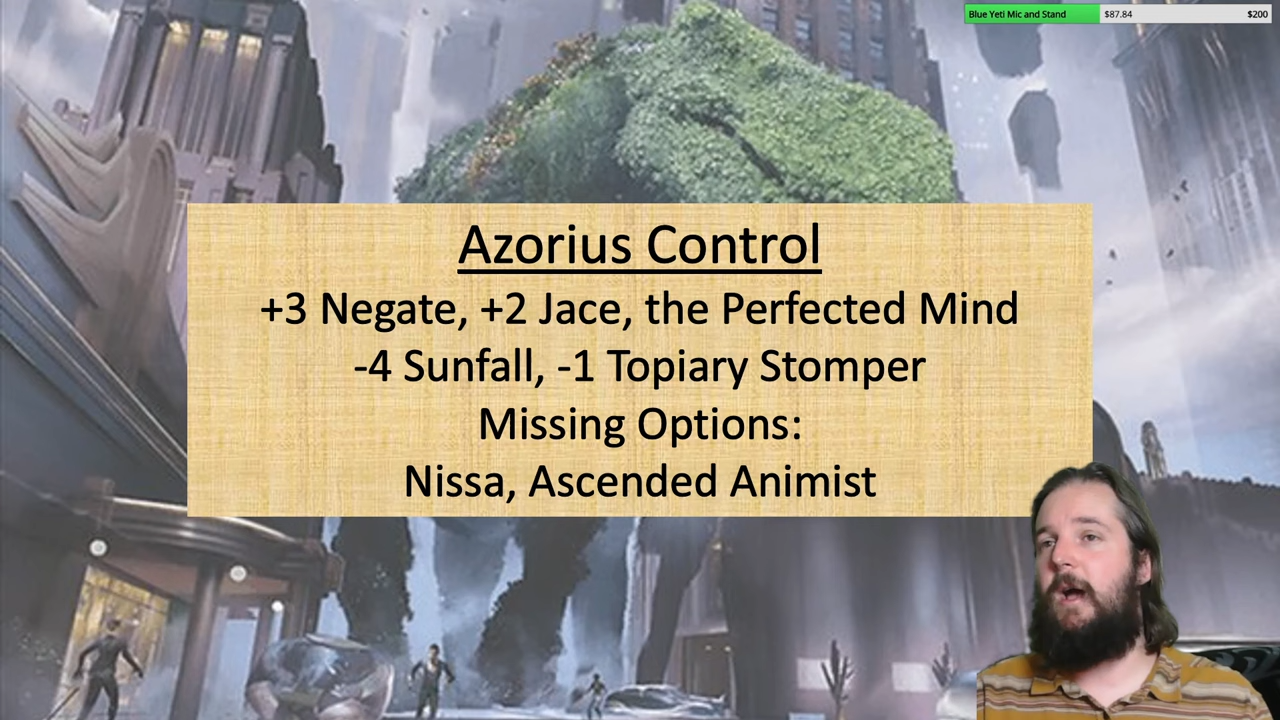 Blue Yeti Mic and Stand $87.84 $200
Azorius Control
+3 Negate, +2 Jace, the Perfected Mind
-4 Sunfall, -1 Topiary Stomper
Missing Options:
Nissa, Ascended Animist